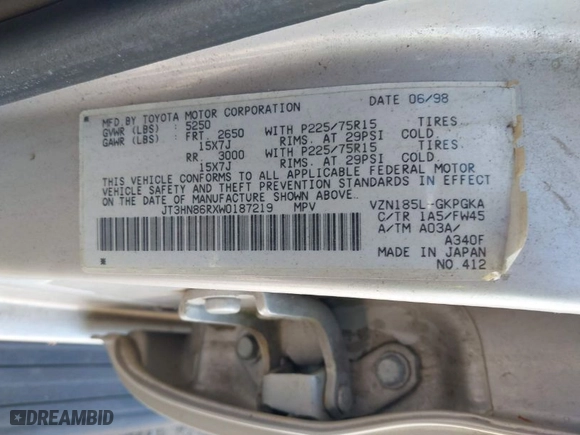 MFD.BY TOYOTA MOTOR CORPORATION DATE 06/98
GVWR (LBS) : 5250
GAWR (LBS) : FRT. 2650 WITH P225/75R15 TIRES
15X7J RIMS. AT 29PSI COLD
RR. 3000 WITH P225/75R15 TIRES
15X7J RIMS. AT 29PSI COLD.
THIS VEHICLE CONFORMS TO ALL APPLICABLE FEDERAL MOTOR
VEHICLE SAFETY AND THEFT PREVENTION STANDARDS IN EFFECT
ON THE DATE OF MANUFACTURE SHOWN ABOVE.
JT3HN86RXW0187219 MPV VZN185L-GKPGKA
C/TR 1A5/FW45
A/TM A03A/
A340F
MADE IN JAPAN
NO.412
DREAMBID